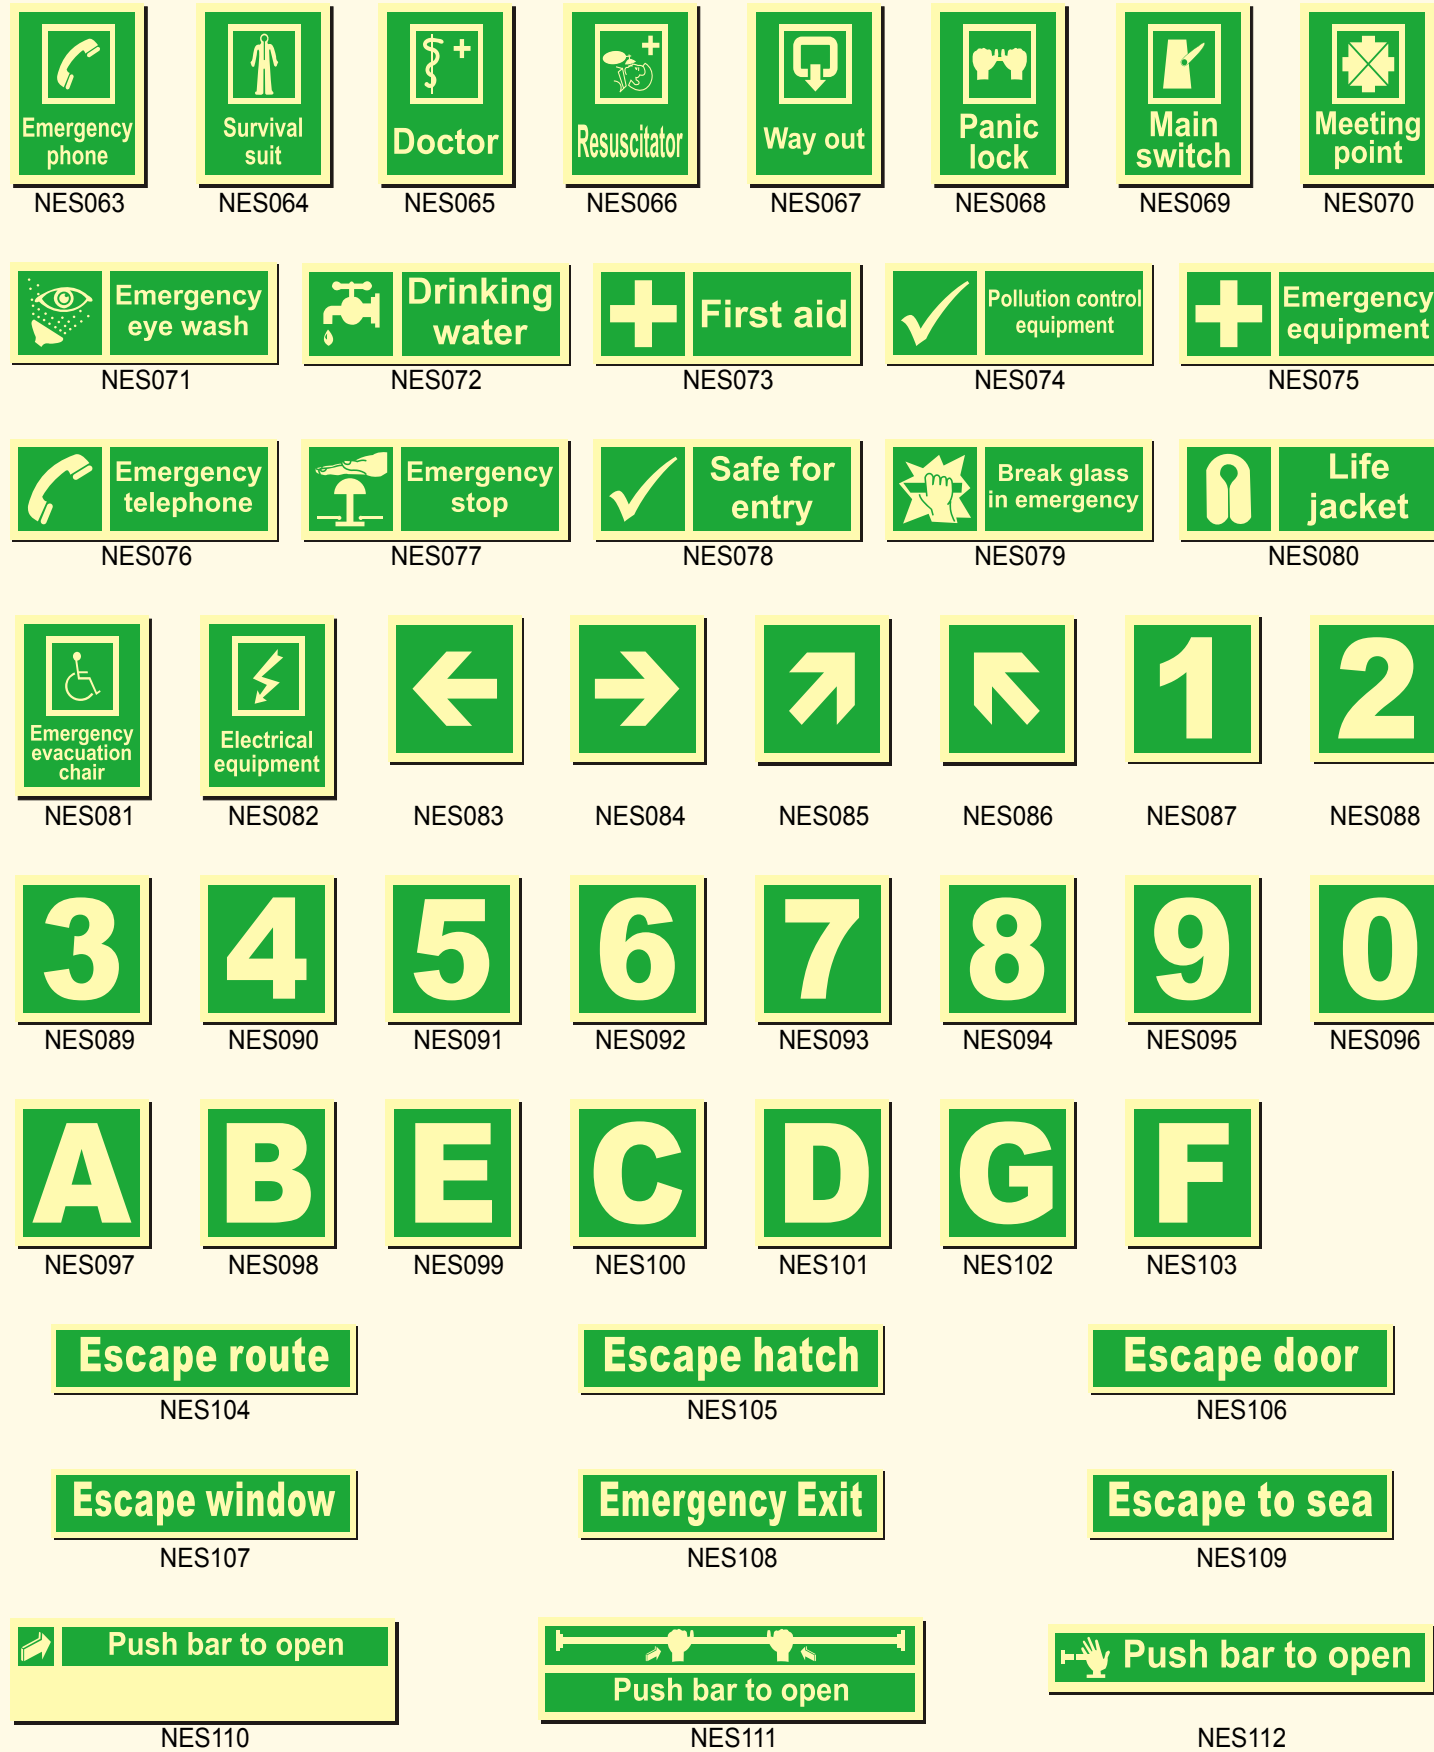 Emergency
phone
NES063
Survival
suit
NES064
Doctor
NES065
Resuscitator
NES066
Way out
NES067
Panic
lock
NES068
Main
switch
NES069
Meeting
point
NES070
Emergency
eye wash
NES071
Drinking
water
NES072
First aid
NES073
Pollution control
equipment
NES074
Emergency
equipment
NES075
Emergency
telephone
NES076
Emergency
stop
NES077
Safe for
entry
NES078
Break glass
in emergency
NES079
Life
jacket
NES080
Emergency
evacuation
chair
NES081
Electrical
equipment
NES082
NES083
NES084
NES085
NES086
1
NES087
2
NES088
3
NES089
4
NES090
5
NES091
6
NES092
7
NES093
8
NES094
9
NES095
0
NES096
A
NES097
B
NES098
E
NES099
C
NES100
D
NES101
G
NES102
F
NES103
Escape route
NES104
Escape hatch
NES105
Escape door
NES106
Escape window
NES107
Emergency Exit
NES108
Escape to sea
NES109
Push bar to open
NES110
Push bar to open
NES111
Push bar to open
NES112